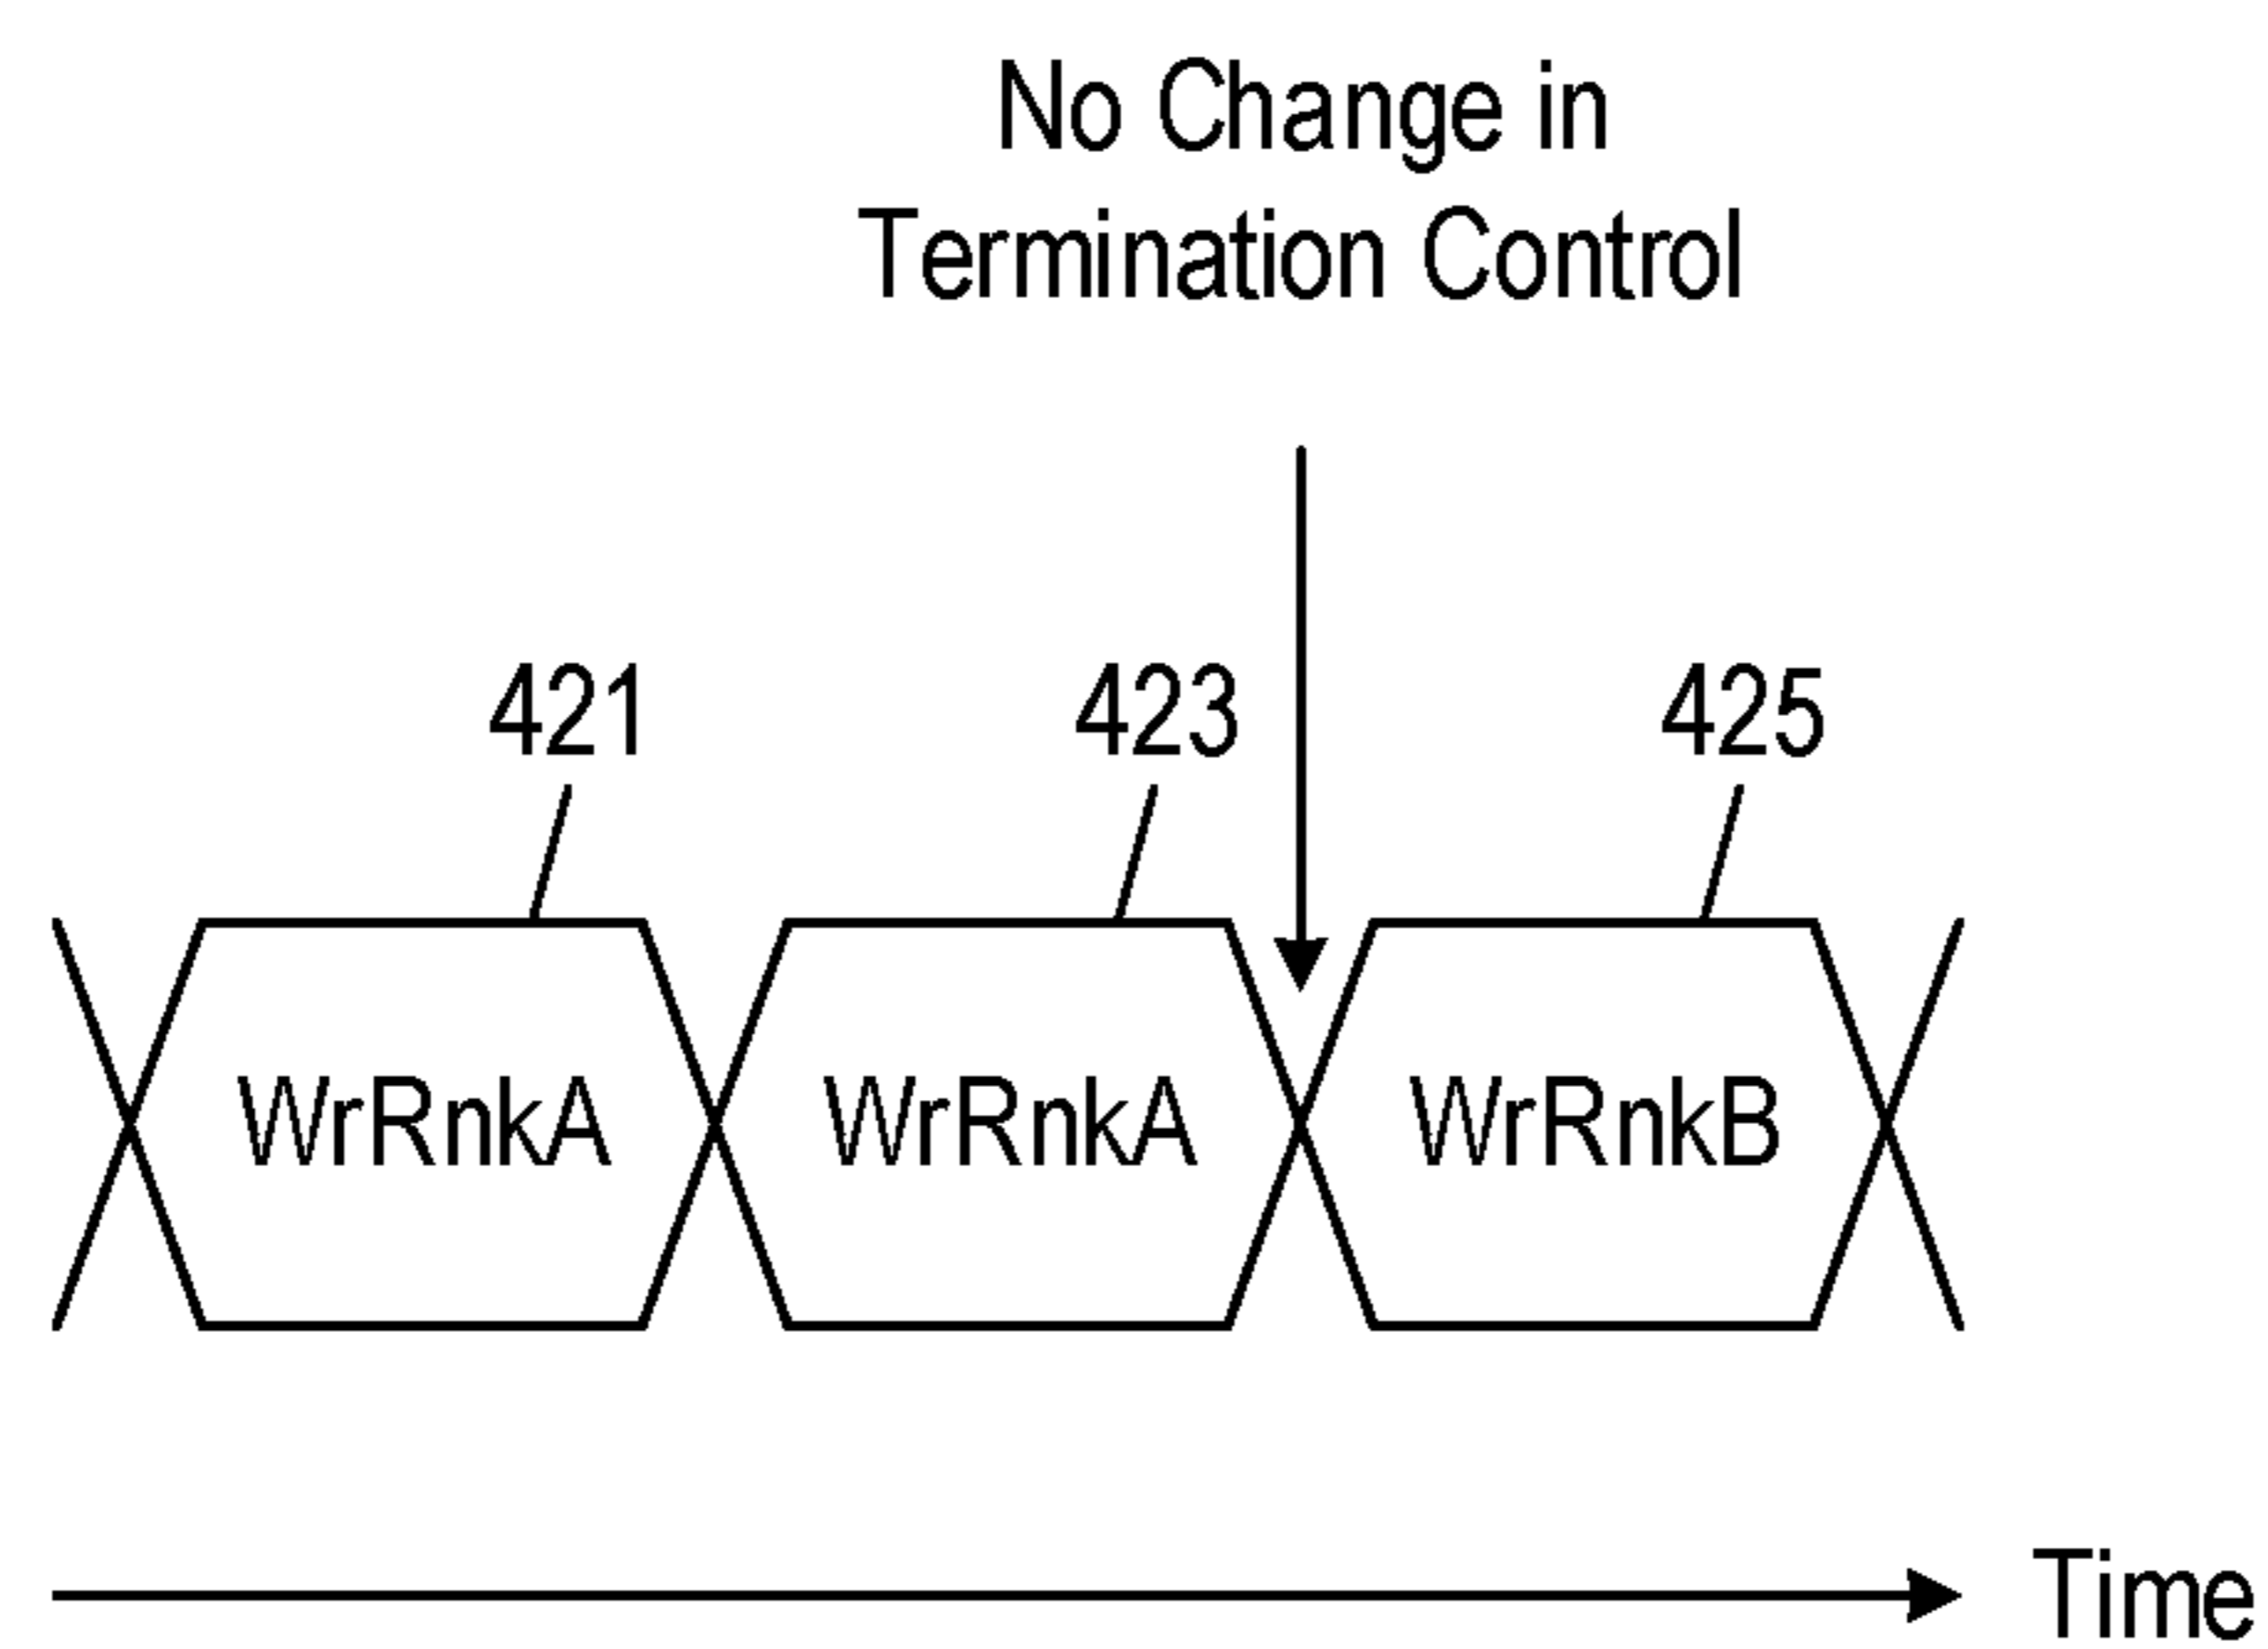 No Change in
Termination Control
421
423
425
WrRnkA
WrRnkA
WrRnkB
Time